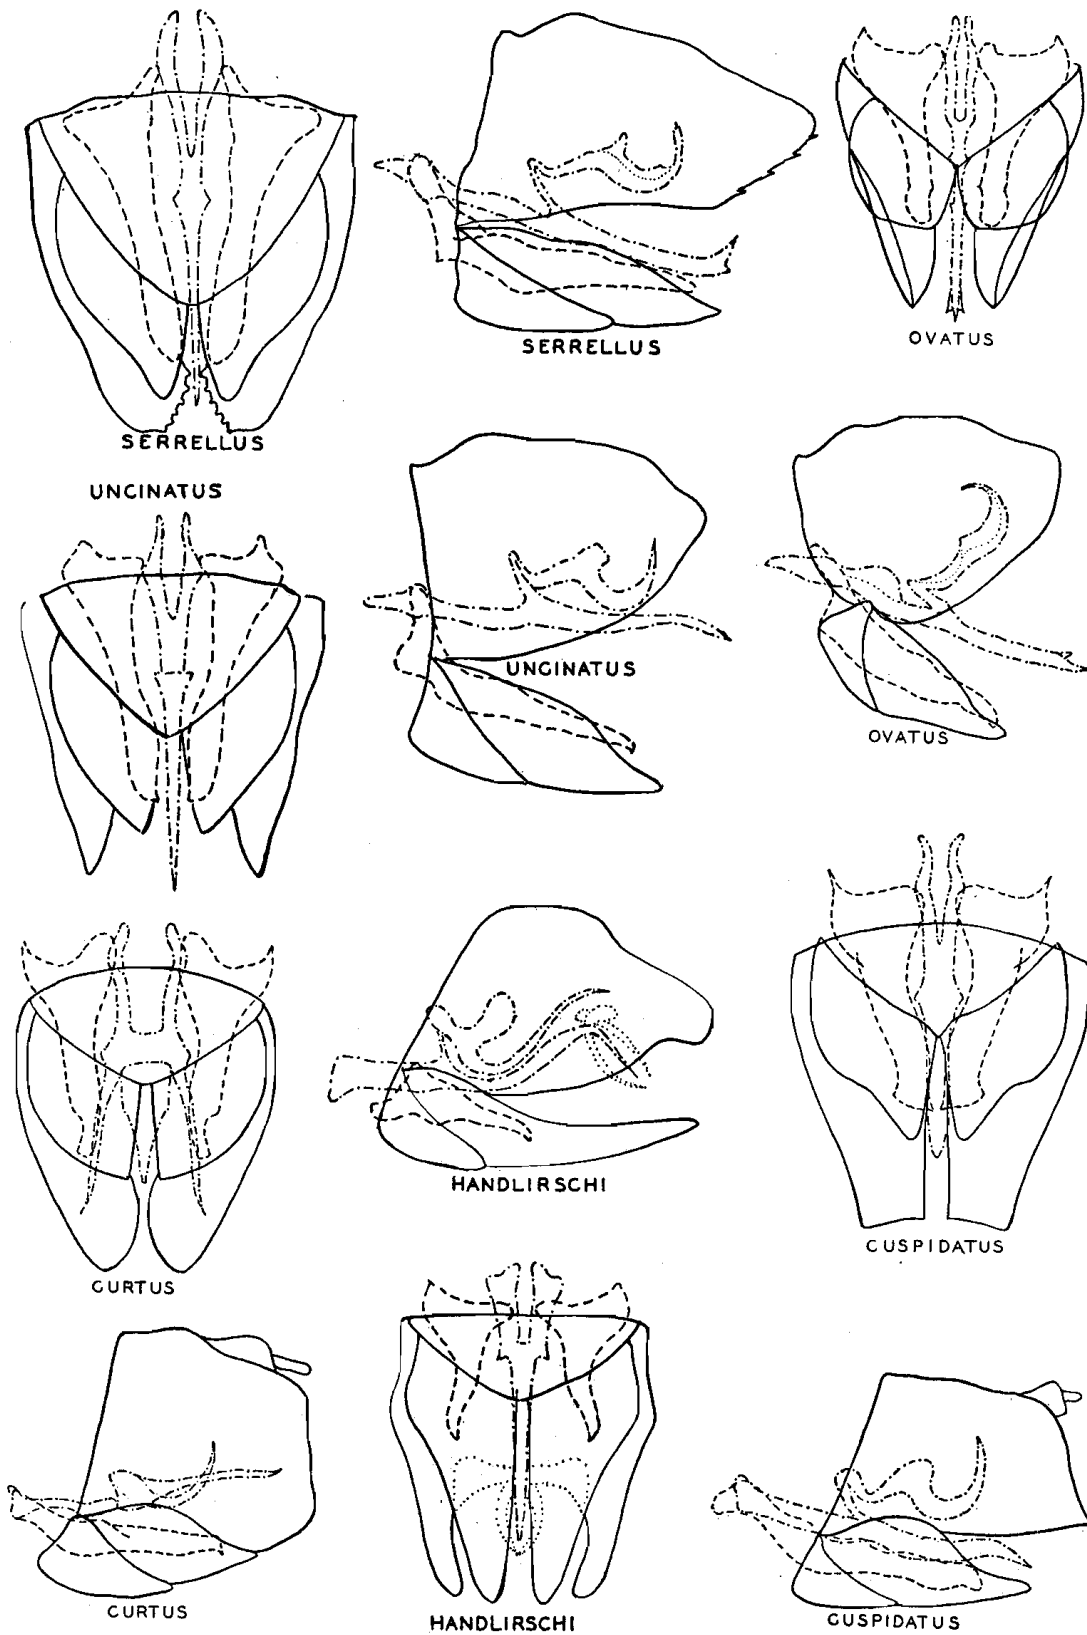 SERRELLUS
OVATUS
SERRELLUS
UNCINATUS
UNCINATUS
OVATUS
HANDLIRSCHI
CUSPIDATUS
CURTUS
CURTUS
HANDLIRSCHI
CUSPIDATUS